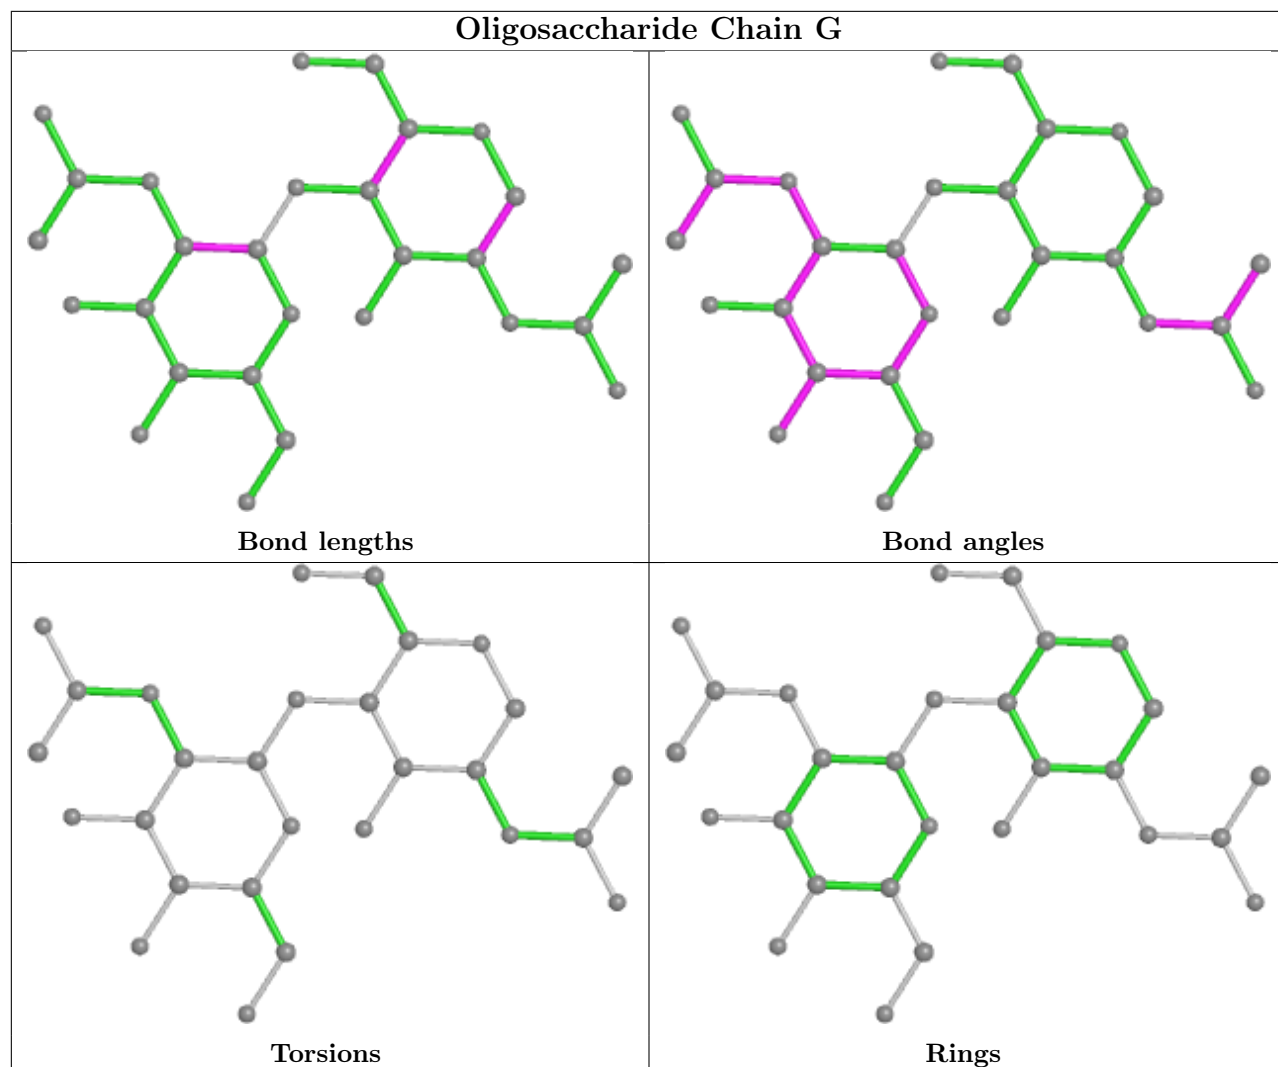 Oligosaccharide Chain G
Bond lengths
Bond angles
Torsions
Rings